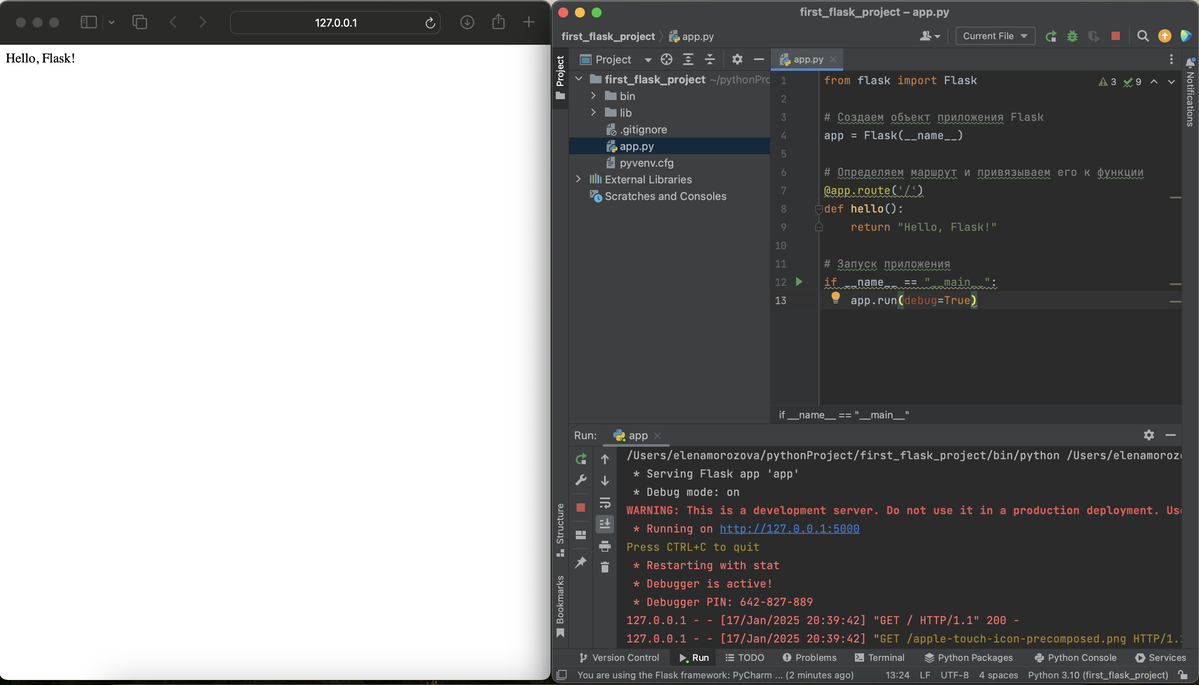 127.0.0.1
Hello, Flask!
first_flask_project – app.py
first_flask_project
app.py
Current File
Project
Project
first_flask_project ~/pythonPro
bin
lib
.gitignore
app.py
pyvenv.cfg
External Libraries
Scratches and Consoles
app.py
3
9
1 from flask import Flask
2
3 # Создаем объект приложения Flask
4 app = Flask(__name__)
5
6 # Определяем маршрут и привязываем его к функции
7 @app.route('/')
8 def hello():
9 return "Hello, Flask!"
10
11 # Запуск приложения
12 if __name__ == "__main__":
13 app.run(debug=True)
if __name__ == "__main__"
Notifications
Run:
app
/Users/elenamorozova/pythonProject/first_flask_project/bin/python /Users/elenamorozo
* Serving Flask app 'app'
* Debug mode: on
WARNING: This is a development server. Do not use it in a production deployment. Us
* Running on http://127.0.0.1:5000
Press CTRL+C to quit
* Restarting with stat
* Debugger is active!
* Debugger PIN: 642-827-889
127.0.0.1 - - [17/Jan/2025 20:39:42] "GET / HTTP/1.1" 200 -
127.0.0.1 - - [17/Jan/2025 20:39:42] "GET /apple-touch-icon-precomposed.png HTTP/1.
Structure
Bookmarks
Version Control
Run
TODO
Problems
Terminal
Python Packages
Python Console
Services
You are using the Flask framework: PyCharm ... (2 minutes ago)
13:24
LF
UTF-8
4 spaces
Python 3.10 (first_flask_project)